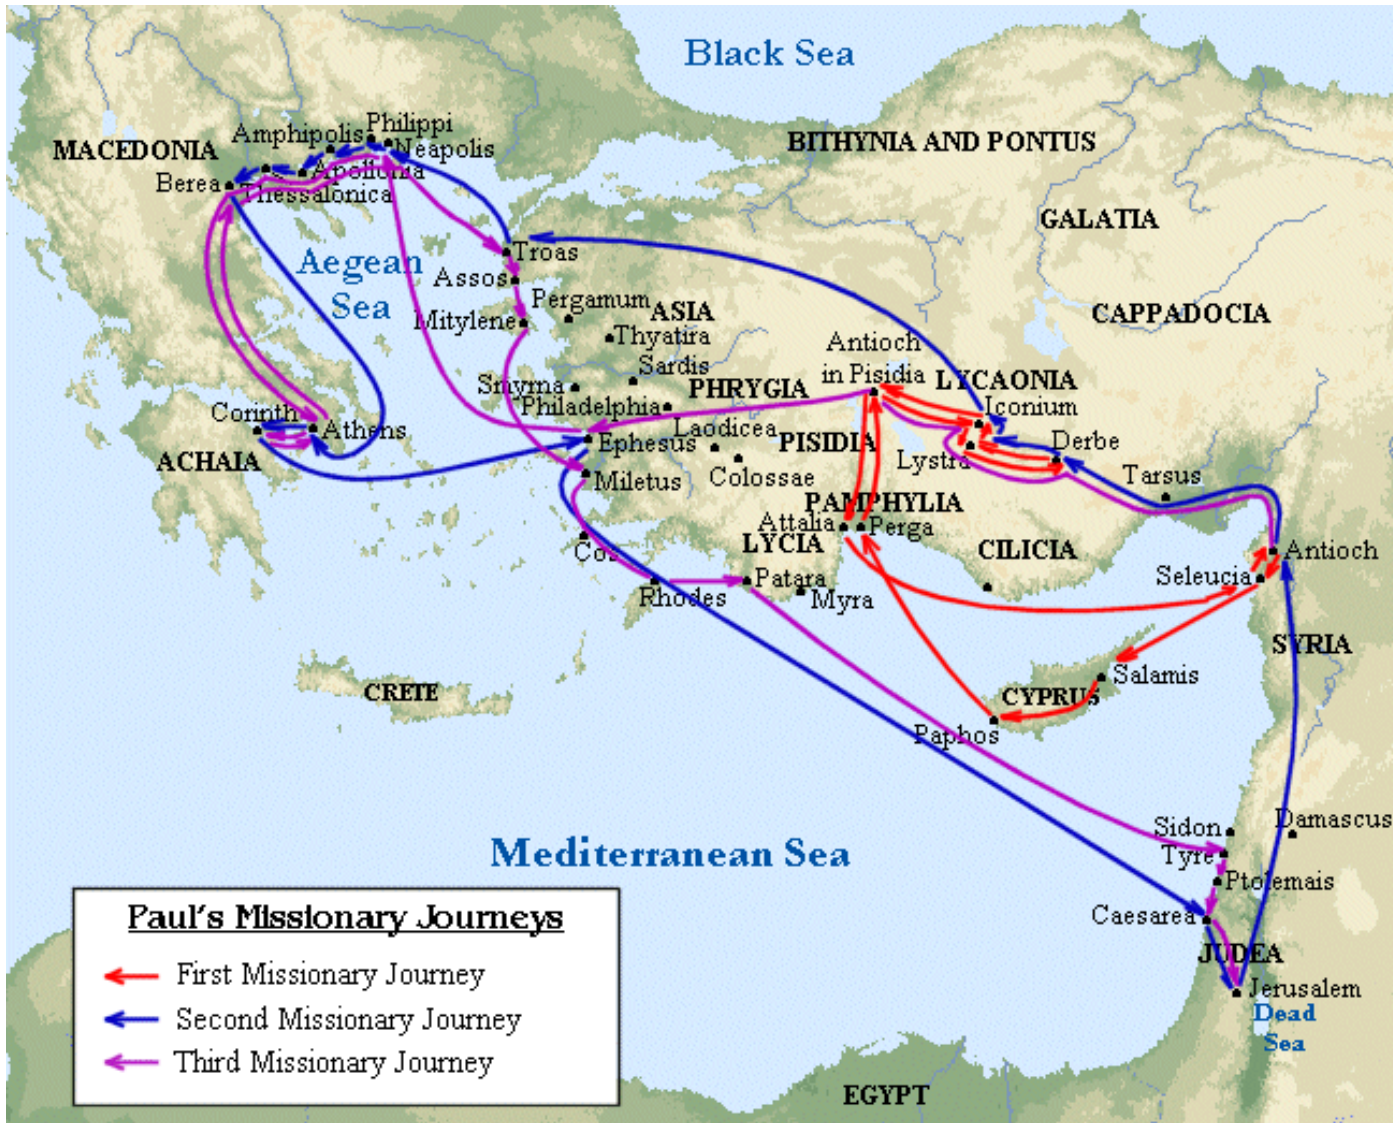 Black Sea
Philippi
Amphipolis
Neapolis
MACEDONIA
BITHYNIA AND PONTUS
Apollonia
Berea
Thessalonica
GALATIA
Aegean
Sea
Troas
Assos
Pergamum
ASIA
CAPPADOCIA
Mitylene
Thyatira
Antioch
in Pisidia
Sardis
Smyrna
PHRYGIA
LYCAONIA
Philadelphia
Iconium
Corinth
Athens
Laodicea
Ephesus
PISIDIA
Derbe
ACHAIA
Lystra
Colossae
Miletus
Tarsus
PAMPHYLIA
Attalia
Perga
Cos
LYCIA
CILICIA
Antioch
Patara
Seleucia
Rhodes
Myra
SYRIA
Salamis
CRETE
CYPRUS
Paphos
Sidon
Damascus
Mediterranean Sea
Tyre
Ptolemais
Caesarea
JUDEA
Jerusalem
Dead
Sea
EGYPT
Paul's Missionary Journeys
First Missionary Journey
Second Missionary Journey
Third Missionary Journey